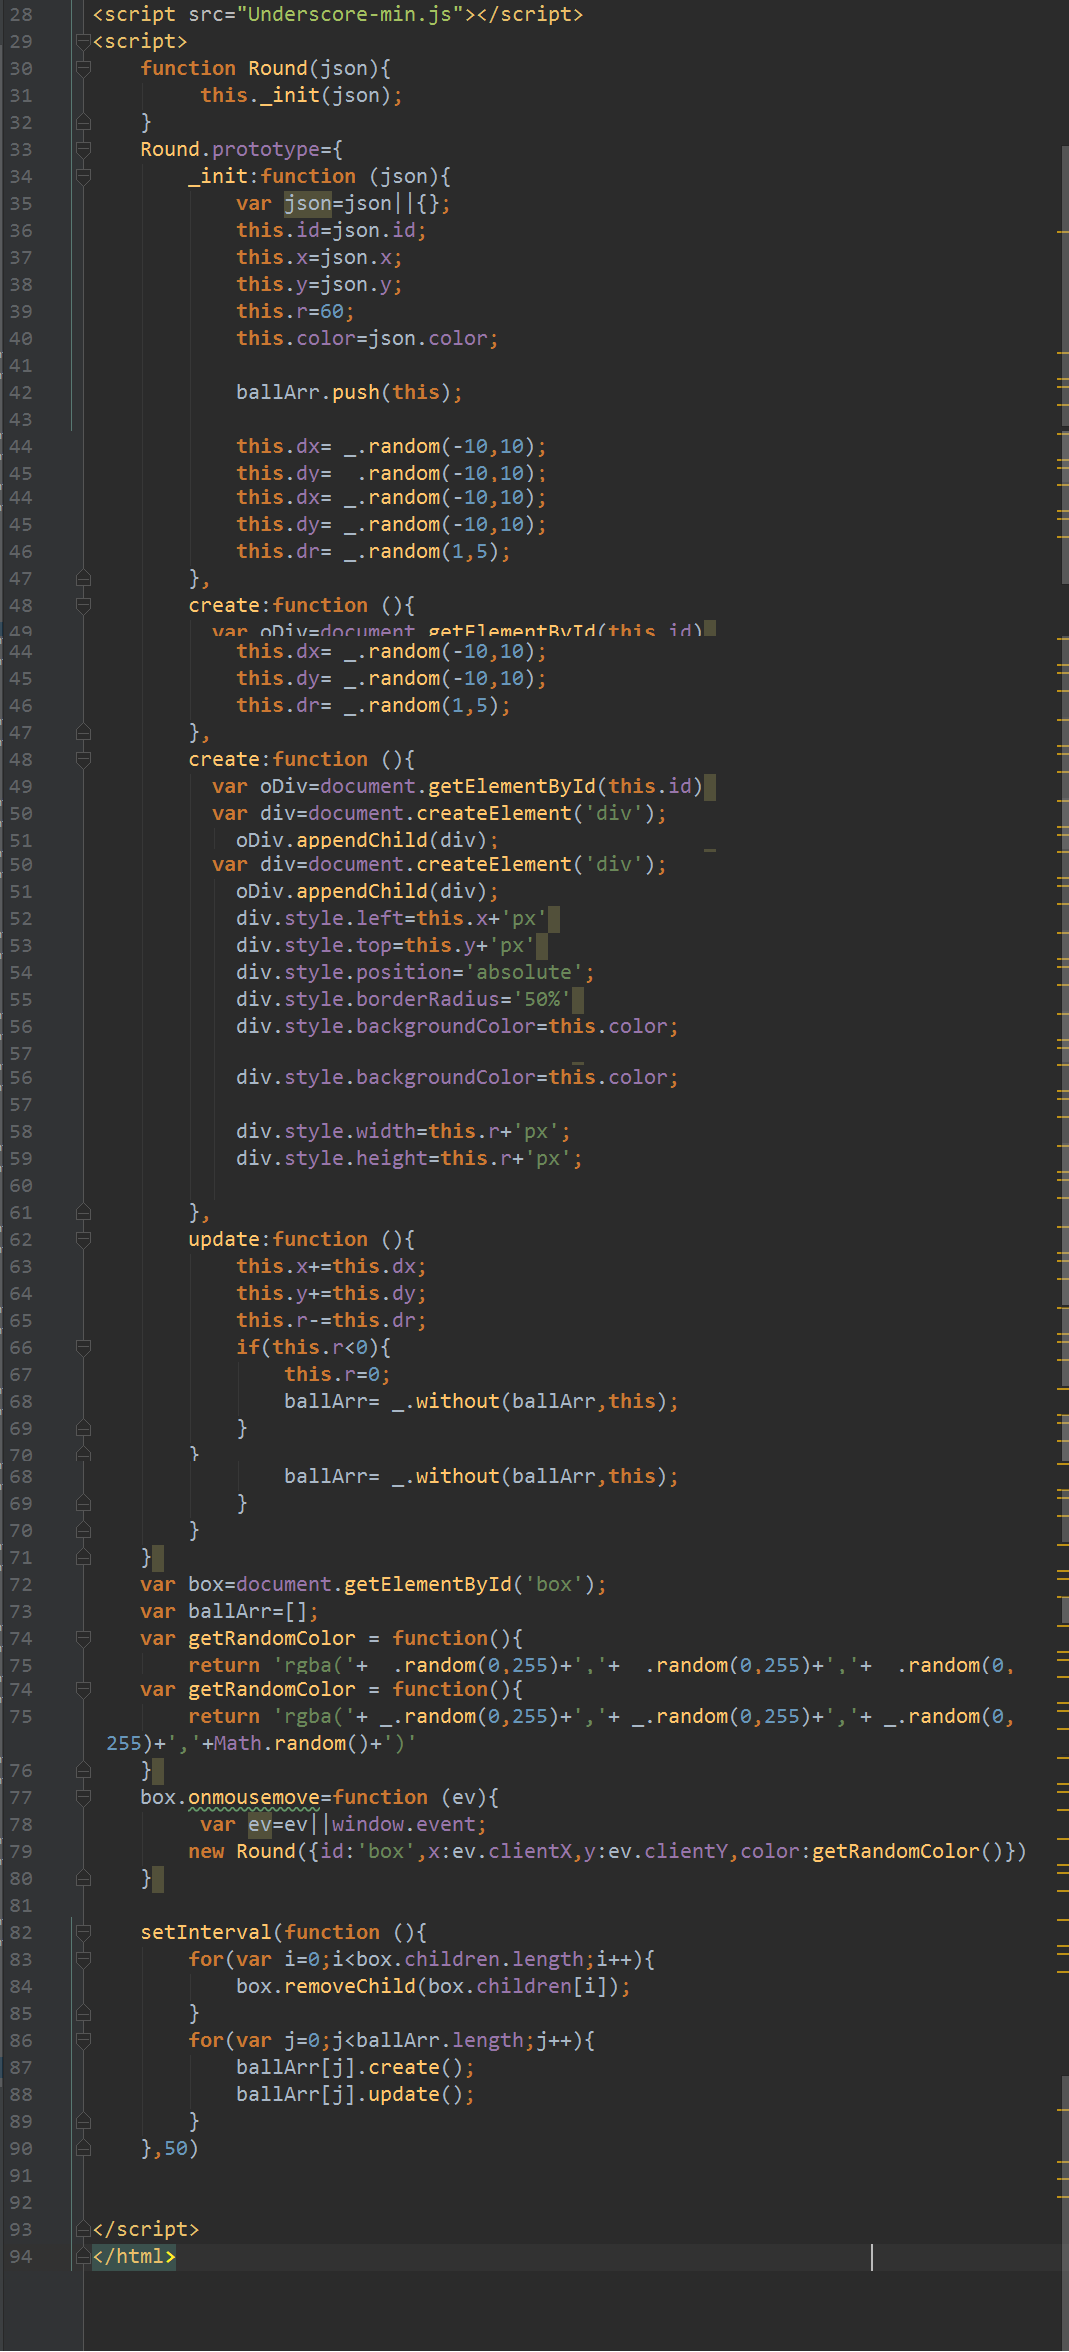 28 <script src="Underscore-min.js"></script>
29 <script>
30 function Round(json){
31 this._init(json);
32 }
33 Round.prototype={
34 _init:function (json){
35 var json=json||{};
36 this.id=json.id;
37 this.x=json.x;
38 this.y=json.y;
39 this.r=60;
40 this.color=json.color;
41
42 ballArr.push(this);
43
44 this.dx= _.random(-10,10);
45 this.dy= .random(-10,10);
44 this.dx= _.random(-10,10);
45 this.dy= _.random(-10,10);
46 this.dr= _.random(1,5);
47 },
48 create:function (){
49 var oDiv=document.getElementById(this.id)
44 this.dx= _.random(-10,10);
45 this.dy= _.random(-10,10);
46 this.dr= _.random(1,5);
47 },
48 create:function (){
49 var oDiv=document.getElementById(this.id)
50 var div=document.createElement('div');
51 oDiv.appendChild(div);
50 var div=document.createElement('div');
51 oDiv.appendChild(div);
52 div.style.left=this.x+'px'
53 div.style.top=this.y+'px'
54 div.style.position='absolute';
55 div.style.borderRadius='50%'
56 div.style.backgroundColor=this.color;
57
56 div.style.backgroundColor=this.color;
57
58 div.style.width=this.r+'px';
59 div.style.height=this.r+'px';
60
61 },
62 update:function (){
63 this.x+=this.dx;
64 this.y+=this.dy;
65 this.r-=this.dr;
66 if(this.r<0){
67 this.r=0;
68 ballArr= _.without(ballArr,this);
69 }
70 }
68 ballArr= _.without(ballArr,this);
69 }
70 }
71 }
72 var box=document.getElementById('box');
73 var ballArr=[];
74 var getRandomColor = function(){
75 return 'rgba('+ .random(0,255)+','+ .random(0,255)+','+ .random(0,
74 var getRandomColor = function(){
75 return 'rgba('+ _.random(0,255)+','+ _.random(0,255)+','+ _.random(0,
255)+','+Math.random()+')'
76 }
77 box.onmousemove=function (ev){
78 var ev=ev||window.event;
79 new Round({id:'box',x:ev.clientX,y:ev.clientY,color:getRandomColor()})
80 }
81
82 setInterval(function (){
83 for(var i=0;i<box.children.length;i++){
84 box.removeChild(box.children[i]);
85 }
86 for(var j=0;j<ballArr.length;j++){
87 ballArr[j].create();
88 ballArr[j].update();
89 }
90 },50)
91
92
93 </script>
94 </html>